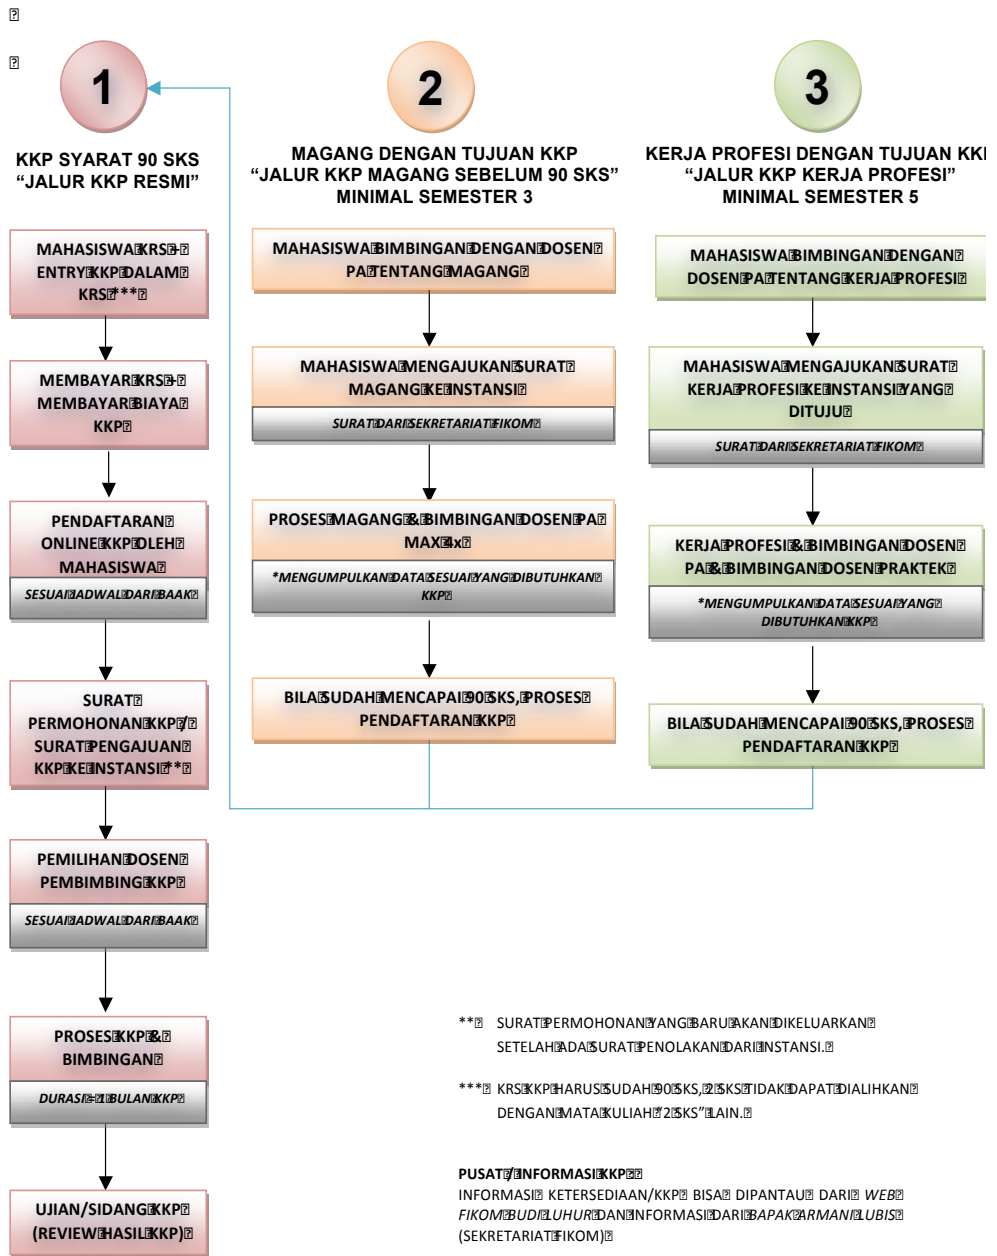 1
KKP SYARAT 90 SKS
“JALUR KKP RESMI”
MAHASISWA KRS +
ENTRY KKP DALAM
KRS ***
MEMBAYAR KRS +
MEMBAYAR BIAYA
KKP
PENDAFTARAN
ONLINE KKP OLEH
MAHASISWA
SESUAI JADWAL DARI BAAK
SURAT
PERMOHONAN KKP /
SURAT PENGAJUAN
KKP KE INSTANSI **
PEMILIHAN DOSEN
PEMBIMBING KKP
SESUAI JADWAL DARI BAAK
PROSES KKP &
BIMBINGAN
DURASI = 1 BULAN KKP
UJIAN/SIDANG KKP
(REVIEW HASIL KKP)
2
MAGANG DENGAN TUJUAN KKP
“JALUR KKP MAGANG SEBELUM 90 SKS”
MINIMAL SEMESTER 3
MAHASISWA BIMBINGAN DENGAN DOSEN
PA TENTANG MAGANG
MAHASISWA MENGAJUKAN SURAT
MAGANG KE INSTANSI
SURAT DARI SEKRETARIAT FIKOM
PROSES MAGANG & BIMBINGAN DOSEN PA
MAX 4x
*MENGUMPULKAN DATA SESUAI YANG DIBUTUHKAN
KKP
BILA SUDAH MENCAPAI 90 SKS, PROSES
PENDAFTARAN KKP
3
KERJA PROFESI DENGAN TUJUAN KKP
“JALUR KKP KERJA PROFESI”
MINIMAL SEMESTER 5
MAHASISWA BIMBINGAN DENGAN
DOSEN PA TENTANG KERJA PROFESI
MAHASISWA MENGAJUKAN SURAT
KERJA PROFESI KE INSTANSI YANG
DITUJU
SURAT DARI SEKRETARIAT FIKOM
KERJA PROFESI & BIMBINGAN DOSEN
PA & BIMBINGAN DOSEN PRAKTEK
*MENGUMPULKAN DATA SESUAI YANG
DIBUTUHKAN KKP
BILA SUDAH MENCAPAI 90 SKS, PROSES
PENDAFTARAN KKP
** SURAT PERMOHONAN YANG BARU AKAN DIKELUARKAN
SETELAH ADA SURAT PENOLAKAN DARI INSTANSI.
*** KRS KKP HARUS SUDAH 90 SKS, 2 SKS TIDAK DAPAT DIALIHKAN
DENGAN MATA KULIAH “2 SKS” LAIN.
PUSAT / INFORMASI KKP
INFORMASI KETERSEDIAAN/KKP BISA DIPANTAU DARI WEB
FIKOM BUDI LUHUR DAN INFORMASI DARI BAPAK ARMANI LUBIS
(SEKRETARIAT FIKOM)